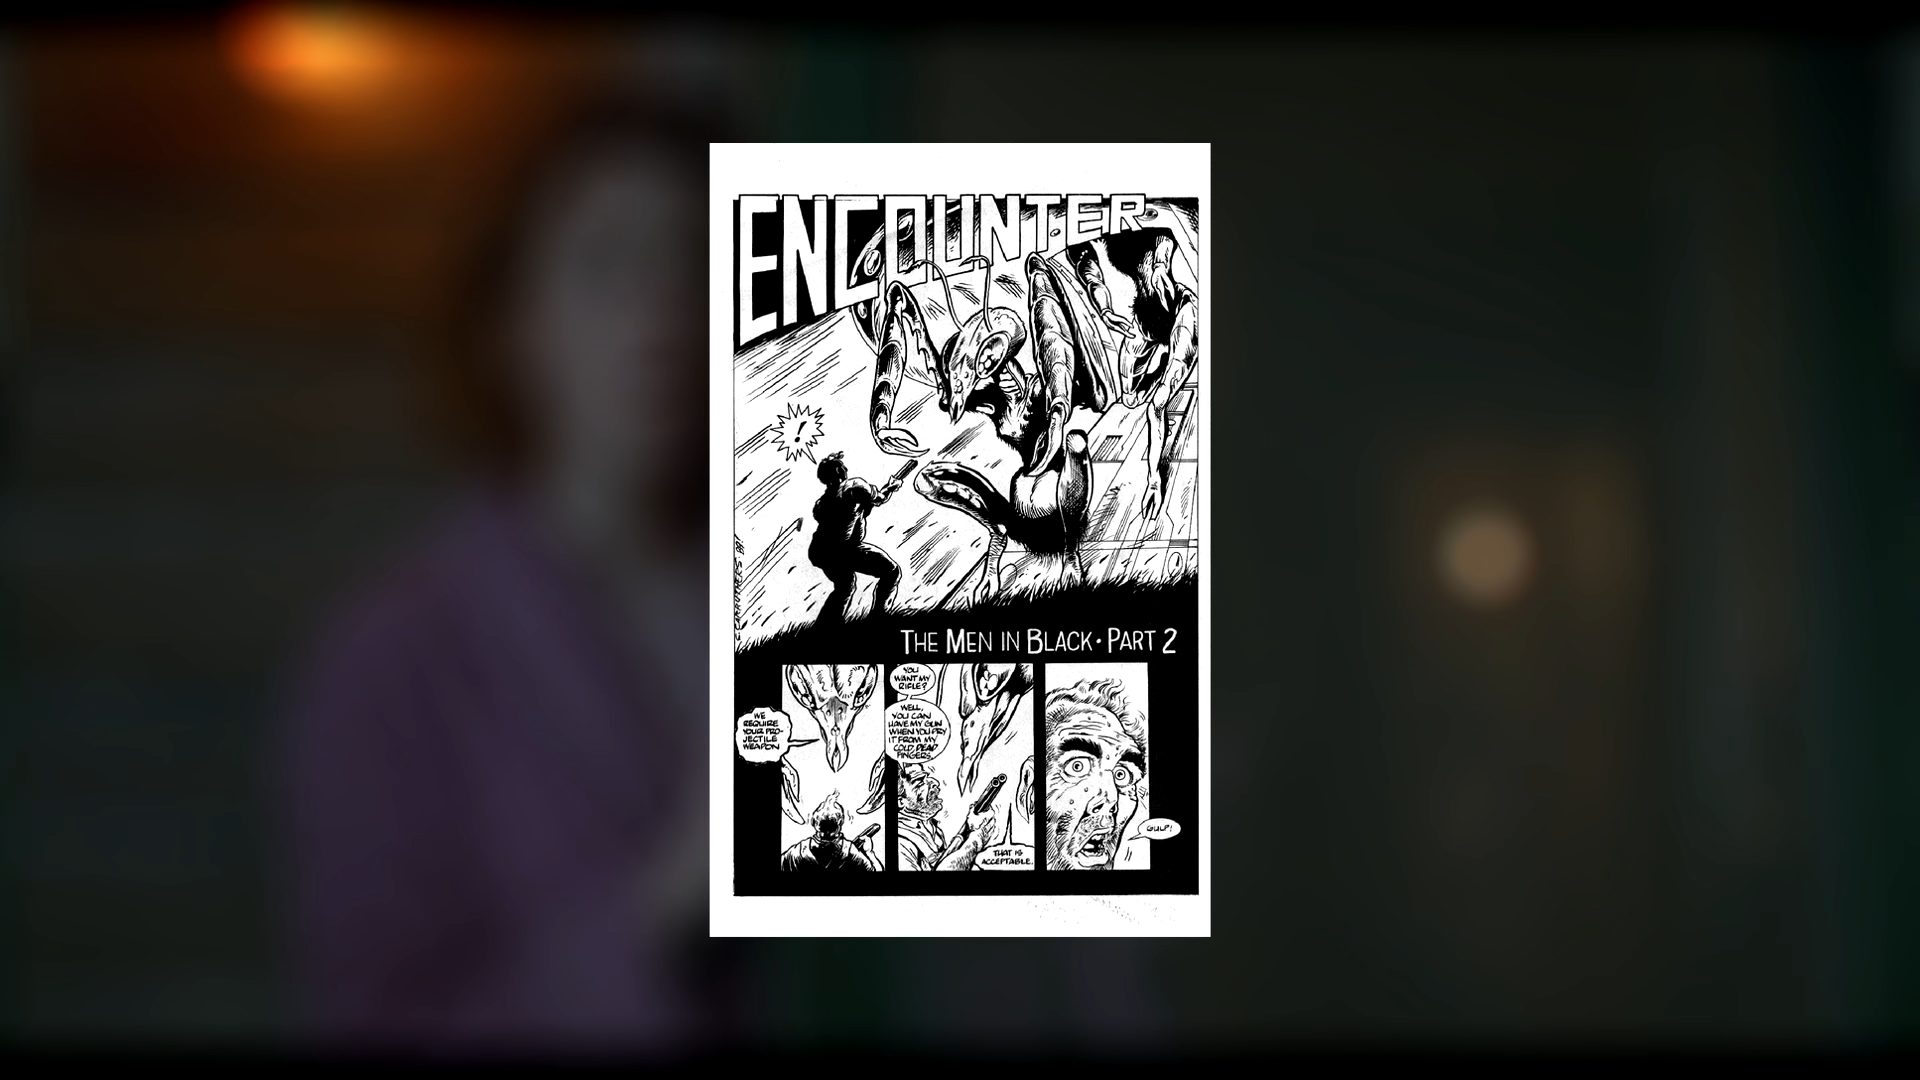 ENCOUNTER
!
THE MEN IN BLACK • PART 2
WE
REQUIRE
YOUR PRO-
JECTILE
WEAPON
YOU
WANT MY
RIFLE?
WELL,
YOU CAN
HAVE MY GUN
WHEN YOU PRY
IT FROM MY
COLD, DEAD
FINGERS.
THAT IS
ACCEPTABLE.
GULP!